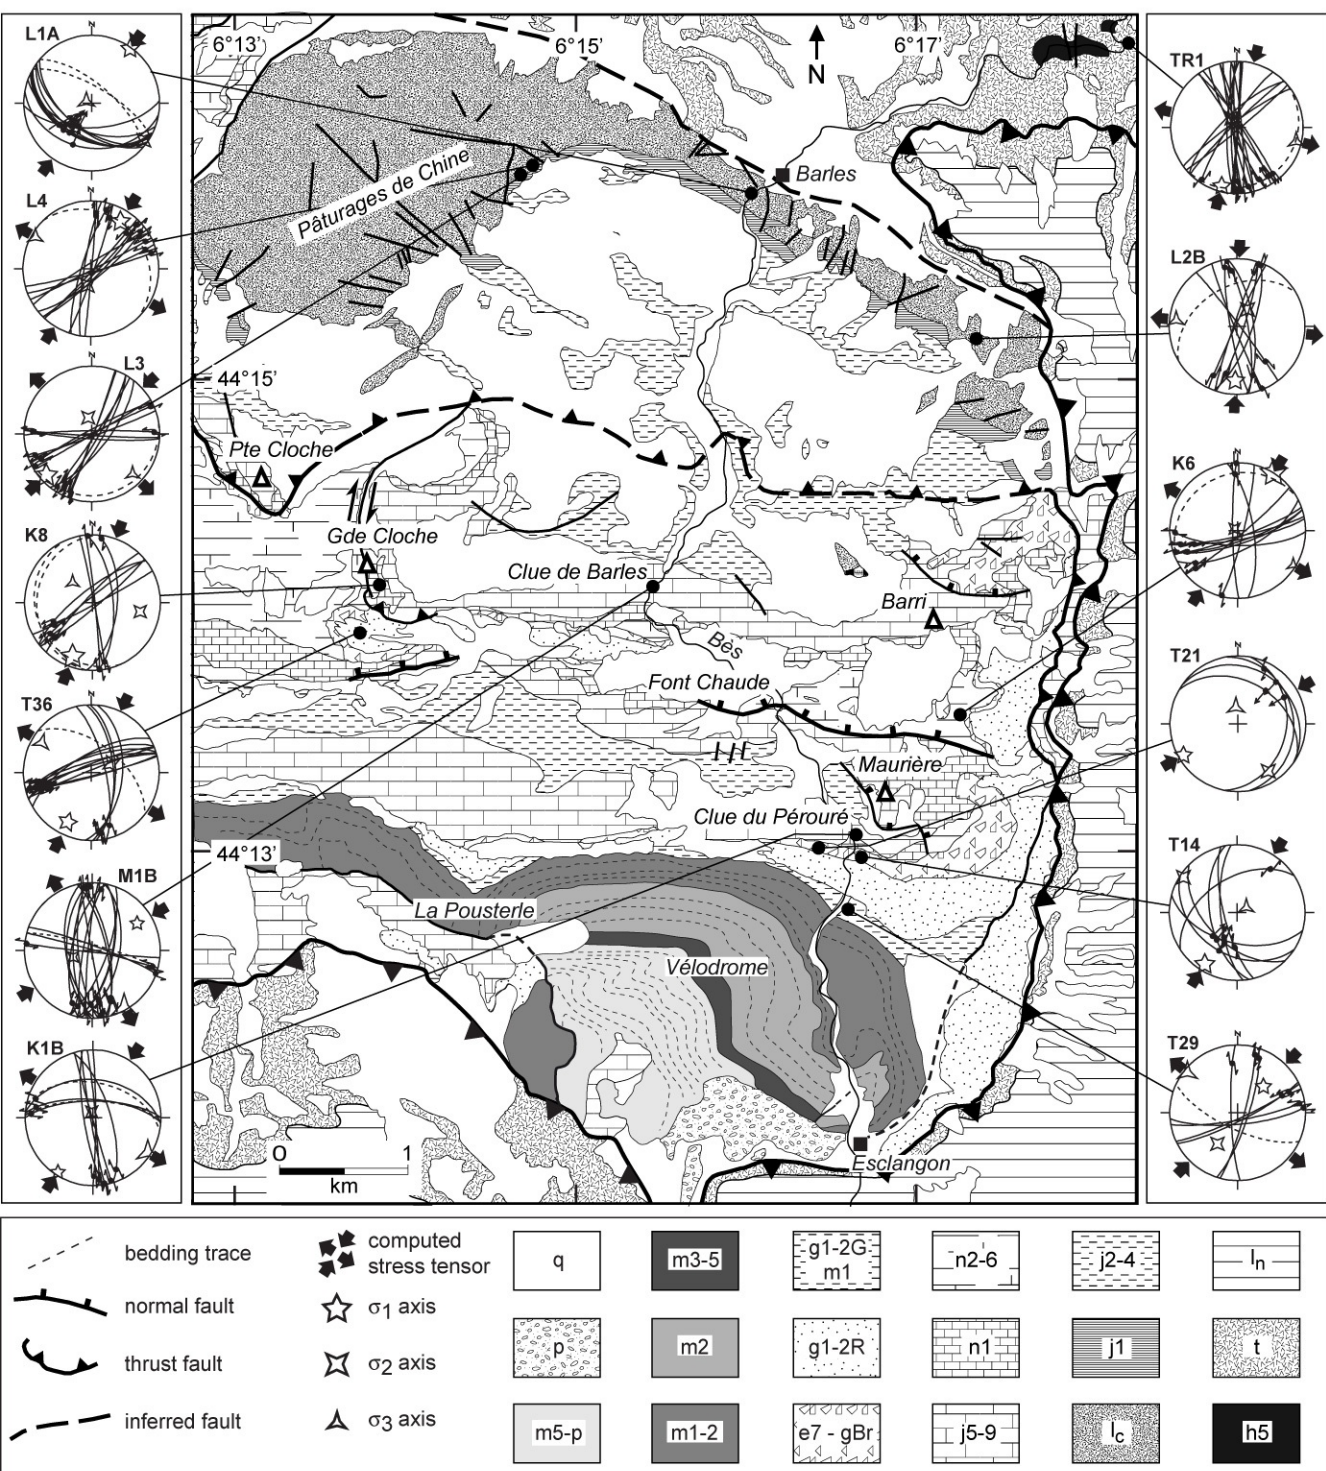 L1A
N
L4
L3
N
K8
N
T36
N
M1B
N
K1B
N
6°13'
6°15'
6°17'
N
Pâturages de Chine
Barles
44°15'
Pte Cloche
Gde Cloche
Clue de Barles
Barri
Bés
Font Chaude
Maurière
Clue du Pérouré
44°13'
La Pousterle
Vélodrome
Esclangon
0 1
km
TR1
N
L2B
N
K6
N
T21
N
T14
N
T29
N
bedding trace
normal fault
thrust fault
inferred fault
computed
stress tensor
σ1 axis
σ2 axis
σ3 axis
q
m3-5
g1-2G
m1
n2-6
j2-4
ln
p
m2
g1-2R
n1
j1
t
m5-p
m1-2
e7 - gBr
j5-9
lc
h5